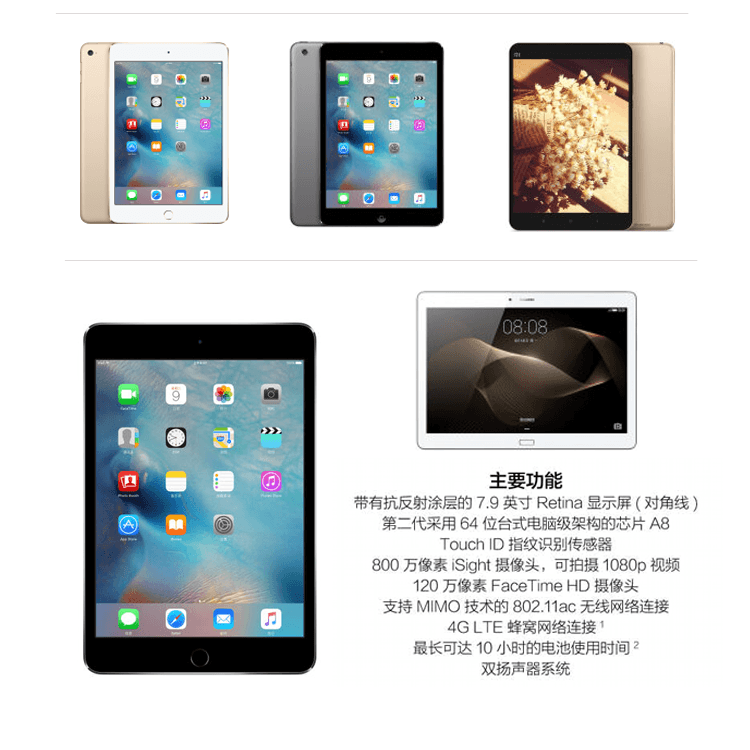 08:08
主要功能
带有抗反射涂层的 7.9 英寸 Retina 显示屏 ( 对角线 )
第二代采用 64 位台式电脑级架构的芯片 A8
Touch ID 指纹识别传感器
800 万像素 iSight 摄像头，可拍摄 1080p 视频
120 万像素 FaceTime HD 摄像头
支持 MIMO 技术的 802.11ac 无线网络连接
4G LTE 蜂窝网络连接 1
最长可达 10 小时的电池使用时间 2
双扬声器系统